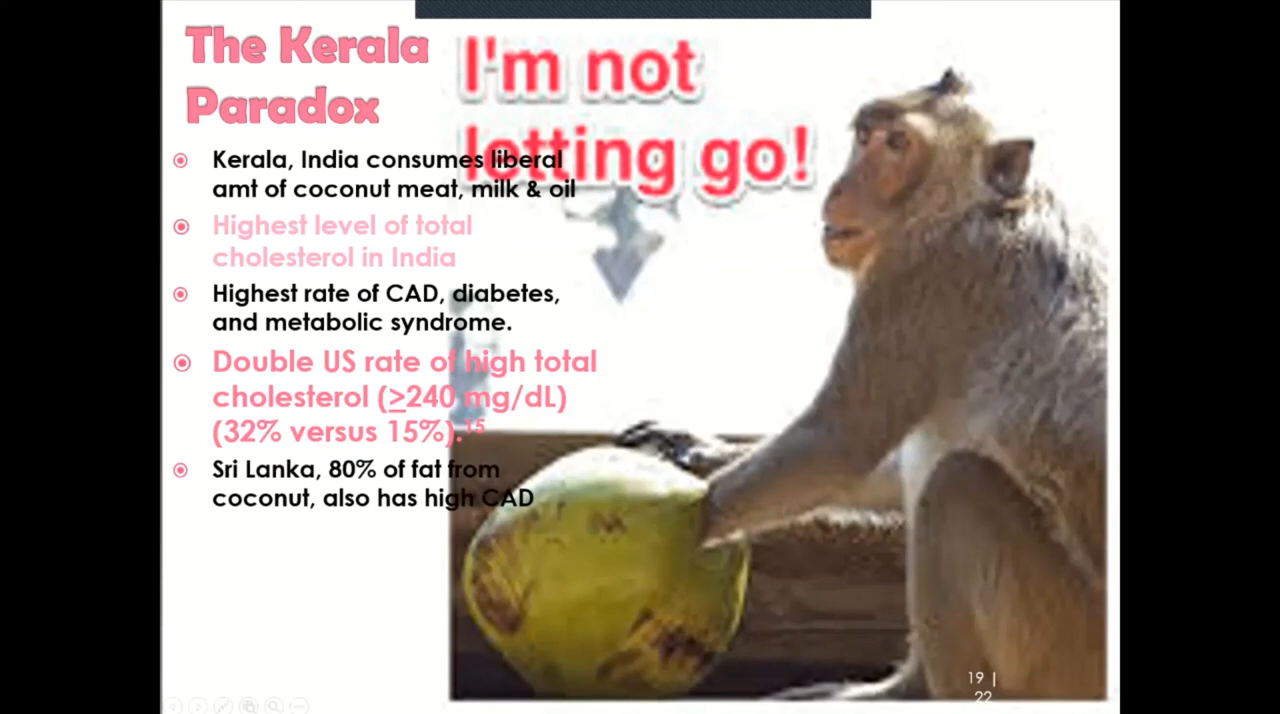 The Kerala
Paradox
I'm not
letting go!
Kerala, India consumes liberal
amt of coconut meat, milk & oil
Highest level of total
cholesterol in India
Highest rate of CAD, diabetes,
and metabolic syndrome.
Double US rate of high total
cholesterol (≥240 mg/dL)
(32% versus 15%).¹⁵
Sri Lanka, 80% of fat from
coconut, also has high CAD
19 |
22